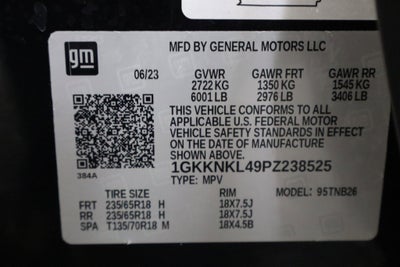 gm
MFD BY GENERAL MOTORS LLC
06/23 GVWR GAWR FRT GAWR RR
2722 KG 1350 KG 1545 KG
6001 LB 2976 LB 3406 LB
THIS VEHICLE CONFORMS TO ALL
APPLICABLE U.S. FEDERAL MOTOR
VEHICLE SAFETY STANDARDS IN EFFECT
ON THE DATE OF MANUFACTURE
SHOWN ABOVE.
1GKKNKL49PZ238525
384A TYPE: MPV
TIRE SIZE RIM MODEL: 95TNB26
FRT 235/65R18 H 18X7.5J
RR 235/65R18 H 18X7.5J
SPA T135/70R18 M 18X4.5B